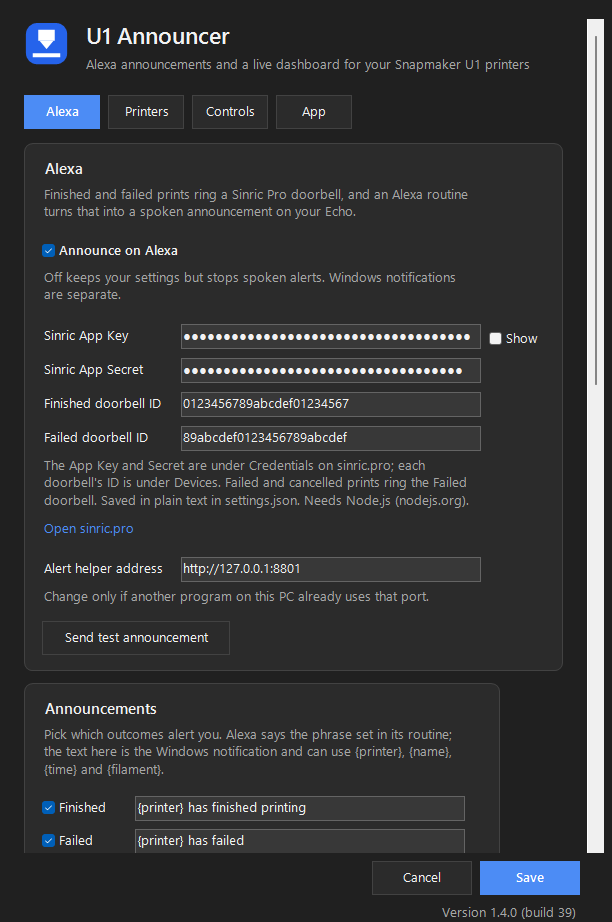 U1 Announcer
Alexa announcements and a live dashboard for your Snapmaker U1 printers
Alexa
Printers
Controls
App
Alexa
Finished and failed prints ring a Sinric Pro doorbell, and an Alexa routine
turns that into a spoken announcement on your Echo.
Announce on Alexa
Off keeps your settings but stops spoken alerts. Windows notifications
are separate.
Sinric App Key
Show
Sinric App Secret
Finished doorbell ID
0123456789abcdef01234567
Failed doorbell ID
89abcdef0123456789abcdef
The App Key and Secret are under Credentials on sinric.pro; each
doorbell's ID is under Devices. Failed and cancelled prints ring the Failed
doorbell. Saved in plain text in settings.json. Needs Node.js (nodejs.org).
Open sinric.pro
Alert helper address
http://127.0.0.1:8801
Change only if another program on this PC already uses that port.
Send test announcement
Announcements
Pick which outcomes alert you. Alexa says the phrase set in its routine;
the text here is the Windows notification and can use {printer}, {name},
{time} and {filament}.
Finished
{printer} has finished printing
Failed
{printer} has failed
Cancel
Save
Version 1.4.0 (build 39)